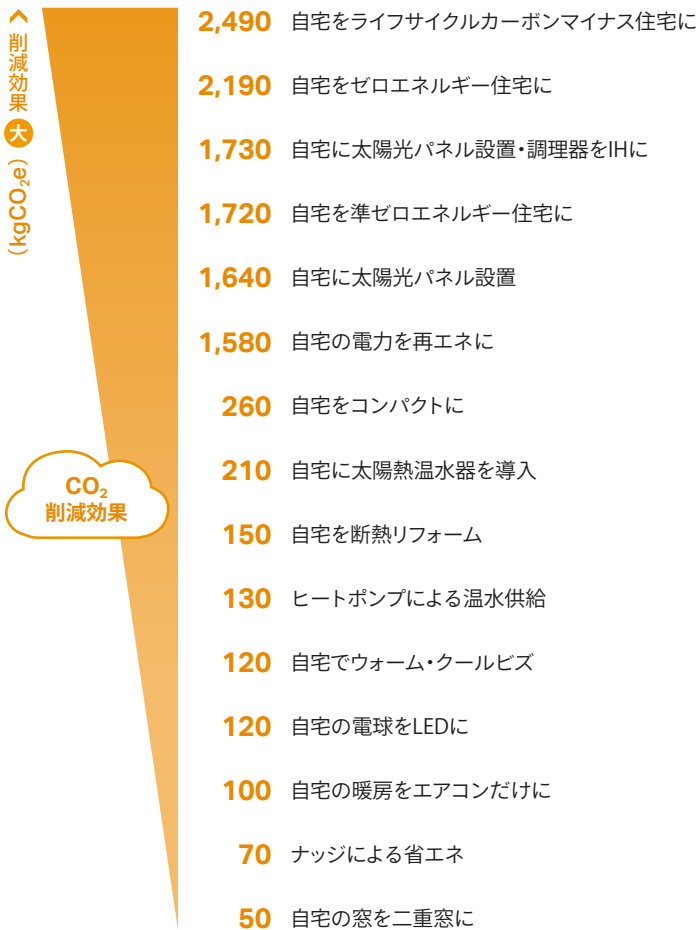 削減効果 大 (kgCO₂e)
2,490 自宅をライフサイクルカーボンマイナス住宅に
2,190 自宅をゼロエネルギー住宅に
1,730 自宅に太陽光パネル設置・調理器をIHに
1,720 自宅を準ゼロエネルギー住宅に
1,640 自宅に太陽光パネル設置
1,580 自宅の電力を再エネに
260 自宅をコンパクトに
210 自宅に太陽熱温水器を導入
CO₂
削減効果
150 自宅を断熱リフォーム
130 ヒートポンプによる温水供給
120 自宅でウォーム・クールビズ
120 自宅の電球をLEDに
100 自宅の暖房をエアコンだけに
70 ナッジによる省エネ
50 自宅の窓を二重窓に